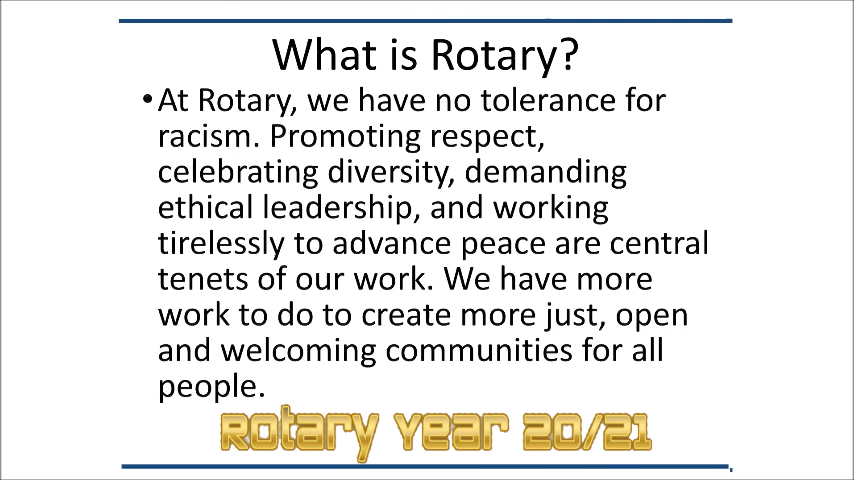 What is Rotary?
•At Rotary, we have no tolerance for
racism. Promoting respect,
celebrating diversity, demanding
ethical leadership, and working
tirelessly to advance peace are central
tenets of our work. We have more
work to do to create more just, open
and welcoming communities for all
people.
Rotary Year 20/21